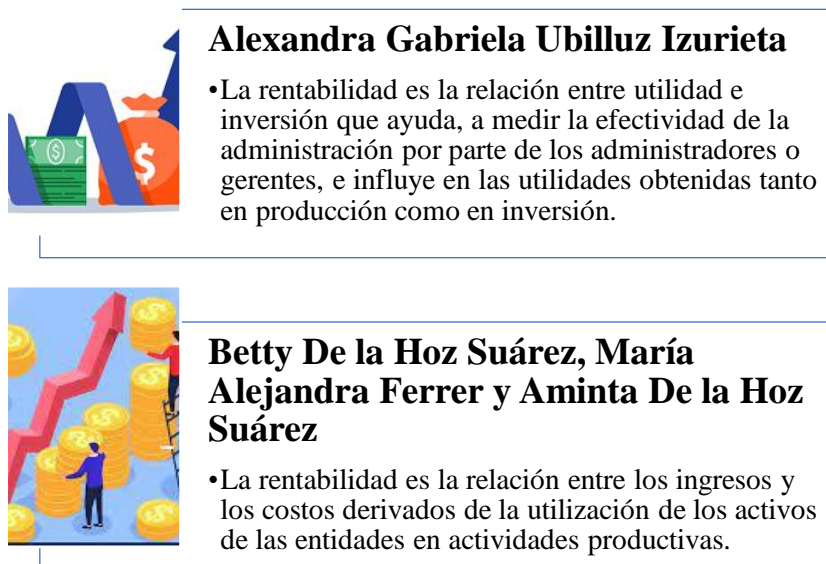 Alexandra Gabriela Ubilluz Izurieta
•La rentabilidad es la relación entre utilidad e
inversión que ayuda, a medir la efectividad de la
administración por parte de los administradores o
gerentes, e influye en las utilidades obtenidas tanto
en producción como en inversión.
Betty De la Hoz Suárez, María
Alejandra Ferrer y Aminta De la Hoz
Suárez
•La rentabilidad es la relación entre los ingresos y
los costos derivados de la utilización de los activos
de las entidades en actividades productivas.